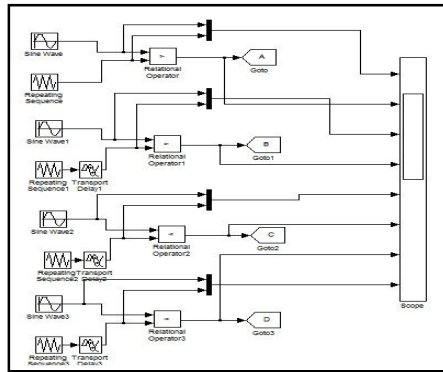 Sine Wave
Relational
Operator
A
Goto
Repeating
Sequence
Sine Wave1
Relational
Operator1
B
Goto1
Repeating
Sequence1
Transport
Delay1
Sine Wave2
Relational
Operator2
C
Goto2
Repeating
Sequence2
Transport
Delay2
Sine Wave3
Relational
Operator3
D
Goto3
Repeating
Sequence3
Transport
Delay3
Scope